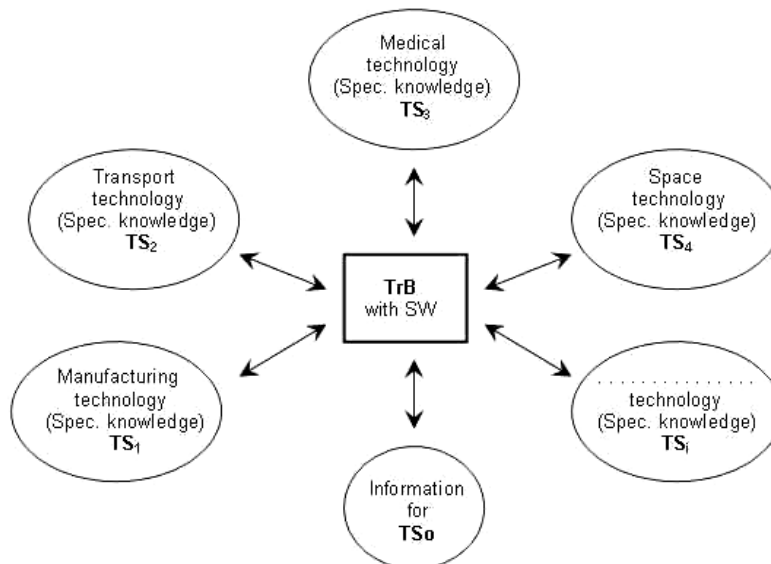 Medical
technology
(Spec. knowledge)
TS₃
Transport
technology
(Spec. knowledge)
TS₂
Space
technology
(Spec. knowledge)
TS₄
TrB
with SW
Manufacturing
technology
(Spec. knowledge)
TS₁
. . . . . . . . . . . . . . . .
technology
(Spec. knowledge)
TSᵢ
Information
for
TSo